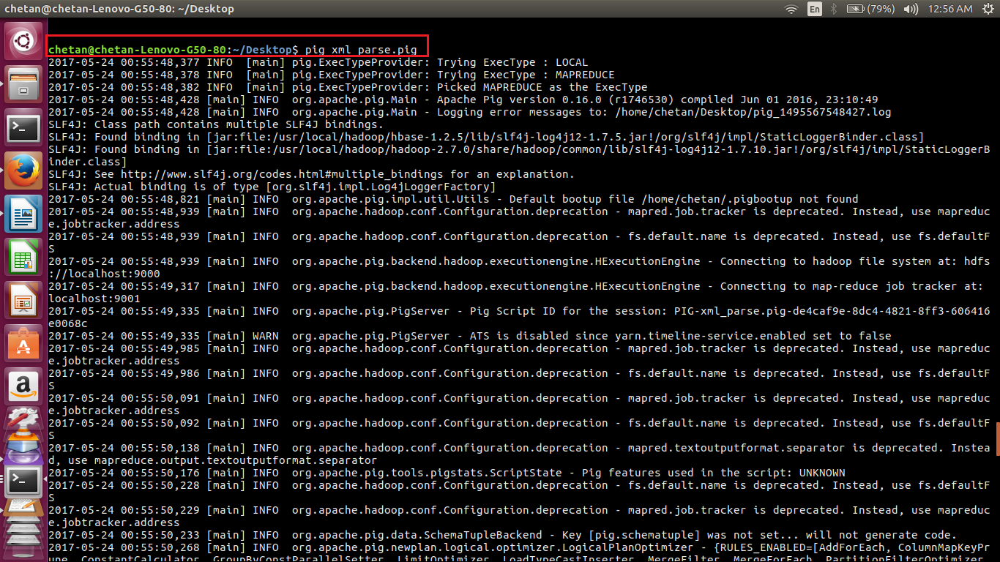 chetan@chetan-Lenovo-G50-80: ~/Desktop
En
(79%)
12:56 AM
chetan@chetan-Lenovo-G50-80:~/Desktop$ pig xml_parse.pig
2017-05-24 00:55:48,377 INFO  [main] pig.ExecTypeProvider: Trying ExecType : LOCAL
2017-05-24 00:55:48,378 INFO  [main] pig.ExecTypeProvider: Trying ExecType : MAPREDUCE
2017-05-24 00:55:48,382 INFO  [main] pig.ExecTypeProvider: Picked MAPREDUCE as the ExecType
2017-05-24 00:55:48,428 [main] INFO  org.apache.pig.Main - Apache Pig version 0.16.0 (r1746530) compiled Jun 01 2016, 23:10:49
2017-05-24 00:55:48,428 [main] INFO  org.apache.pig.Main - Logging error messages to: /home/chetan/Desktop/pig_1495567548427.log
SLF4J: Class path contains multiple SLF4J bindings.
SLF4J: Found binding in [jar:file:/usr/local/hadoop/hbase-1.2.5/lib/slf4j-log4j12-1.7.5.jar!/org/slf4j/impl/StaticLoggerBinder.class]
SLF4J: Found binding in [jar:file:/usr/local/hadoop/hadoop-2.7.0/share/hadoop/common/lib/slf4j-log4j12-1.7.10.jar!/org/slf4j/impl/StaticLoggerB
inder.class]
SLF4J: See http://www.slf4j.org/codes.html#multiple_bindings for an explanation.
SLF4J: Actual binding is of type [org.slf4j.impl.Log4jLoggerFactory]
2017-05-24 00:55:48,821 [main] INFO  org.apache.pig.impl.util.Utils - Default bootup file /home/chetan/.pigbootup not found
2017-05-24 00:55:48,939 [main] INFO  org.apache.hadoop.conf.Configuration.deprecation - mapred.job.tracker is deprecated. Instead, use mapreduc
e.jobtracker.address
2017-05-24 00:55:48,939 [main] INFO  org.apache.hadoop.conf.Configuration.deprecation - fs.default.name is deprecated. Instead, use fs.defaultF
S
2017-05-24 00:55:48,939 [main] INFO  org.apache.pig.backend.hadoop.executionengine.HExecutionEngine - Connecting to hadoop file system at: hdfs
://localhost:9000
2017-05-24 00:55:49,317 [main] INFO  org.apache.pig.backend.hadoop.executionengine.HExecutionEngine - Connecting to map-reduce job tracker at:
localhost:9001
2017-05-24 00:55:49,335 [main] INFO  org.apache.pig.PigServer - Pig Script ID for the session: PIG-xml_parse.pig-de4caf9e-8dc4-4821-8ff3-606416
e0068c
2017-05-24 00:55:49,335 [main] WARN  org.apache.pig.PigServer - ATS is disabled since yarn.timeline-service.enabled set to false
2017-05-24 00:55:49,985 [main] INFO  org.apache.hadoop.conf.Configuration.deprecation - mapred.job.tracker is deprecated. Instead, use mapreduc
e.jobtracker.address
2017-05-24 00:55:49,986 [main] INFO  org.apache.hadoop.conf.Configuration.deprecation - fs.default.name is deprecated. Instead, use fs.defaultF
S
2017-05-24 00:55:50,091 [main] INFO  org.apache.hadoop.conf.Configuration.deprecation - mapred.job.tracker is deprecated. Instead, use mapreduc
e.jobtracker.address
2017-05-24 00:55:50,092 [main] INFO  org.apache.hadoop.conf.Configuration.deprecation - fs.default.name is deprecated. Instead, use fs.defaultF
S
2017-05-24 00:55:50,138 [main] INFO  org.apache.hadoop.conf.Configuration.deprecation - mapred.textoutputformat.separator is deprecated. Instea
d, use mapreduce.output.textoutputformat.separator
2017-05-24 00:55:50,176 [main] INFO  org.apache.pig.tools.pigstats.ScriptState - Pig features used in the script: UNKNOWN
2017-05-24 00:55:50,228 [main] INFO  org.apache.hadoop.conf.Configuration.deprecation - fs.default.name is deprecated. Instead, use fs.defaultF
S
2017-05-24 00:55:50,229 [main] INFO  org.apache.hadoop.conf.Configuration.deprecation - mapred.job.tracker is deprecated. Instead, use mapreduc
e.jobtracker.address
2017-05-24 00:55:50,233 [main] INFO  org.apache.pig.data.SchemaTupleBackend - Key [pig.schematuple] was not set... will not generate code.
2017-05-24 00:55:50,268 [main] INFO  org.apache.pig.newplan.logical.optimizer.LogicalPlanOptimizer - {RULES_ENABLED=[AddForEach, ColumnMapKeyPr
une, ConstantCalculator, GroupByConstParallelSetter, LimitOptimizer, LoadTypeCastInserter, MergeFilter, MergeForEach, PartitionFilterOptimizer,